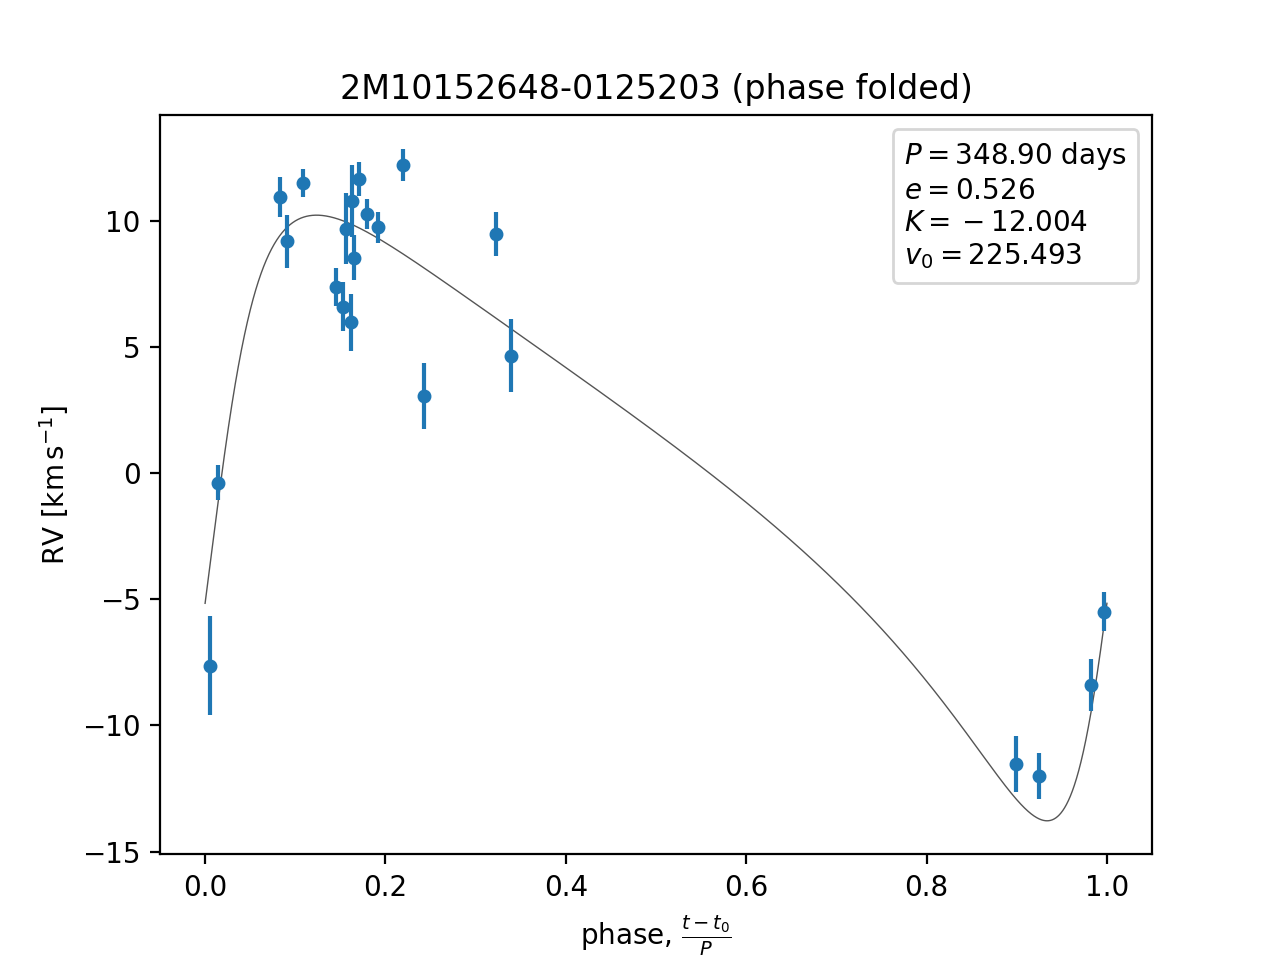 2M10152648-0125203 (phase folded)
P = 348.90 days
e = 0.526
K = −12.004
v₀ = 225.493
10
5
0
−5
−10
−15
RV [km s⁻¹]
0.0 0.2 0.4 0.6 0.8 1.0
phase, (t − t₀)/P